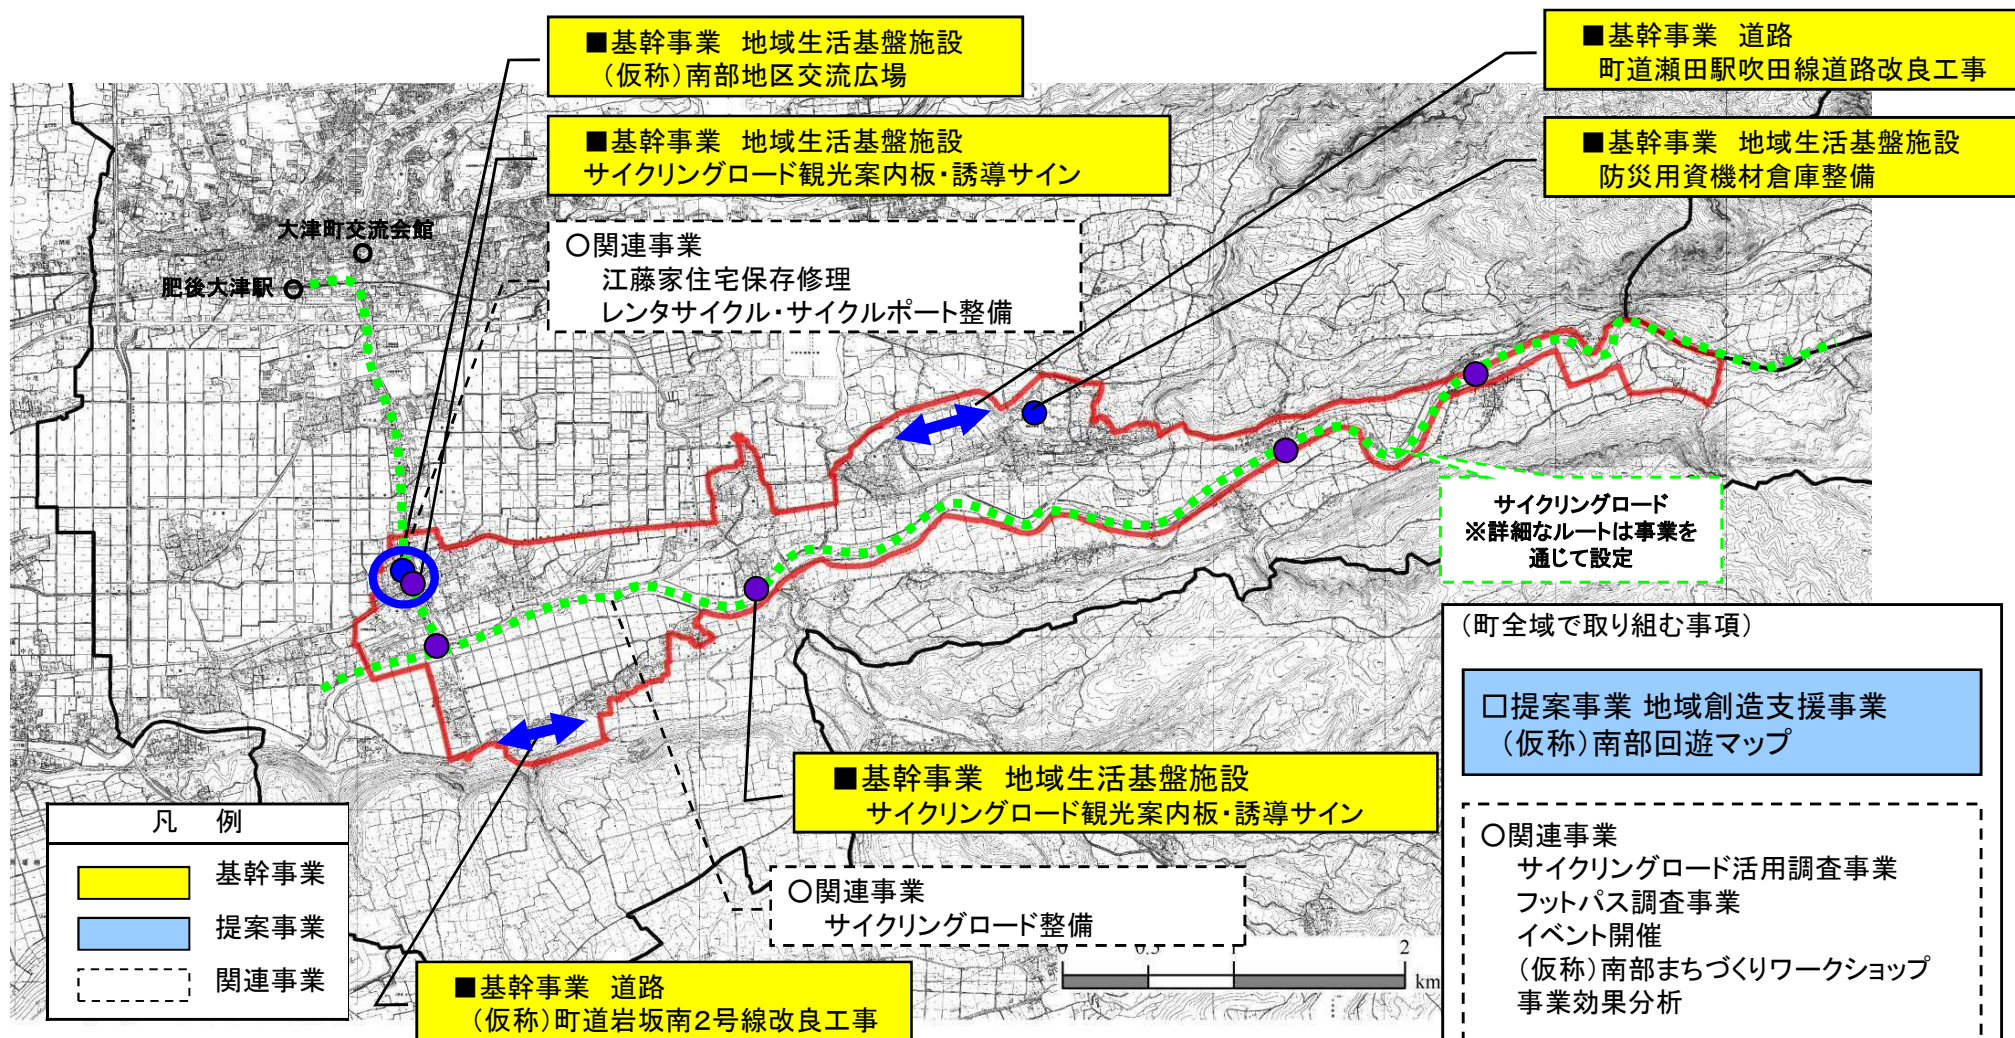 ■基幹事業 地域生活基盤施設
(仮称)南部地区交流広場
■基幹事業 道路
町道瀬田駅吹田線道路改良工事
■基幹事業 地域生活基盤施設
サイクリングロード観光案内板・誘導サイン
■基幹事業 地域生活基盤施設
防災用資機材倉庫整備
○関連事業
江藤家住宅保存修理
レンタサイクル・サイクルポート整備
大津町交流会館
肥後大津駅
サイクリングロード
※詳細なルートは事業を
通じて設定
(町全域で取り組む事項)
□提案事業 地域創造支援事業
(仮称)南部回遊マップ
○関連事業
サイクリングロード活用調査事業
フットパス調査事業
イベント開催
(仮称)南部まちづくりワークショップ
事業効果分析
■基幹事業 地域生活基盤施設
サイクリングロード観光案内板・誘導サイン
○関連事業
サイクリングロード整備
0 0.5 1 2
km
凡 例
基幹事業
提案事業
関連事業
■基幹事業 道路
(仮称)町道岩坂南2号線改良工事